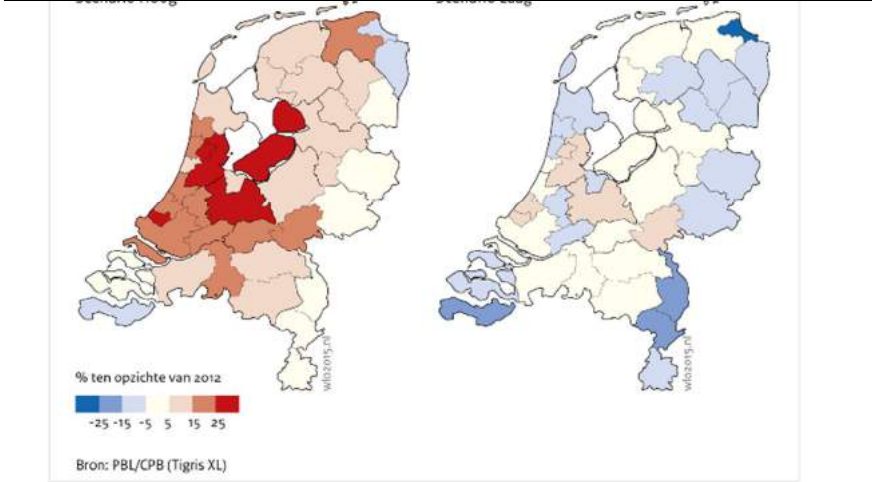 wlo2015.nl
wlo2015.nl
% ten opzichte van 2012
-25 -15 -5 5 15 25
Bron: PBL/CPB (Tigris XL)